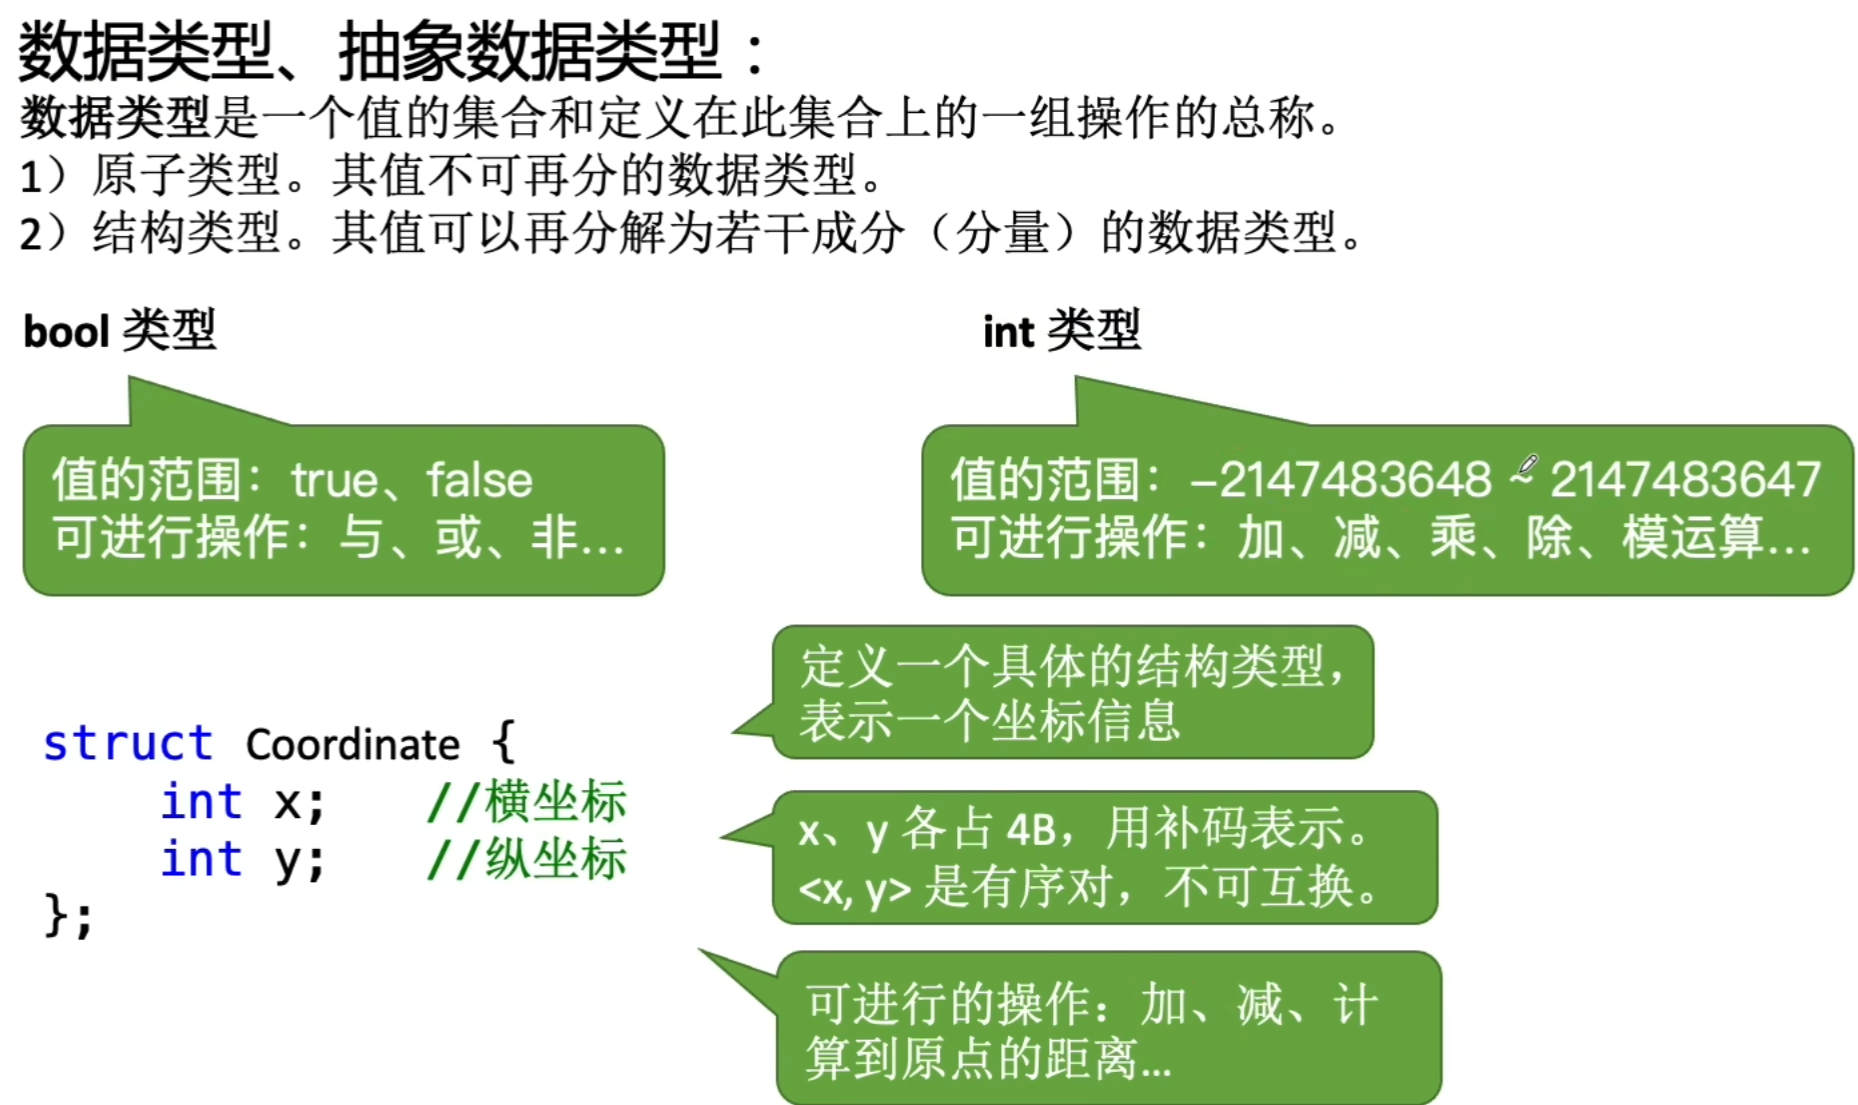 数据类型、抽象数据类型：
数据类型是一个值的集合和定义在此集合上的一组操作的总称。
1）原子类型。其值不可再分的数据类型。
2）结构类型。其值可以再分解为若干成分（分量）的数据类型。
bool 类型
int 类型
值的范围：true、false
可进行操作：与、或、非...
值的范围：-2147483648 ~ 2147483647
可进行操作：加、减、乘、除、模运算...
定义一个具体的结构类型，
表示一个坐标信息
struct Coordinate {
int x; //横坐标
int y; //纵坐标
};
x、y 各占 4B，用补码表示。
<x, y> 是有序对，不可互换。
可进行的操作：加、减、计
算到原点的距离...